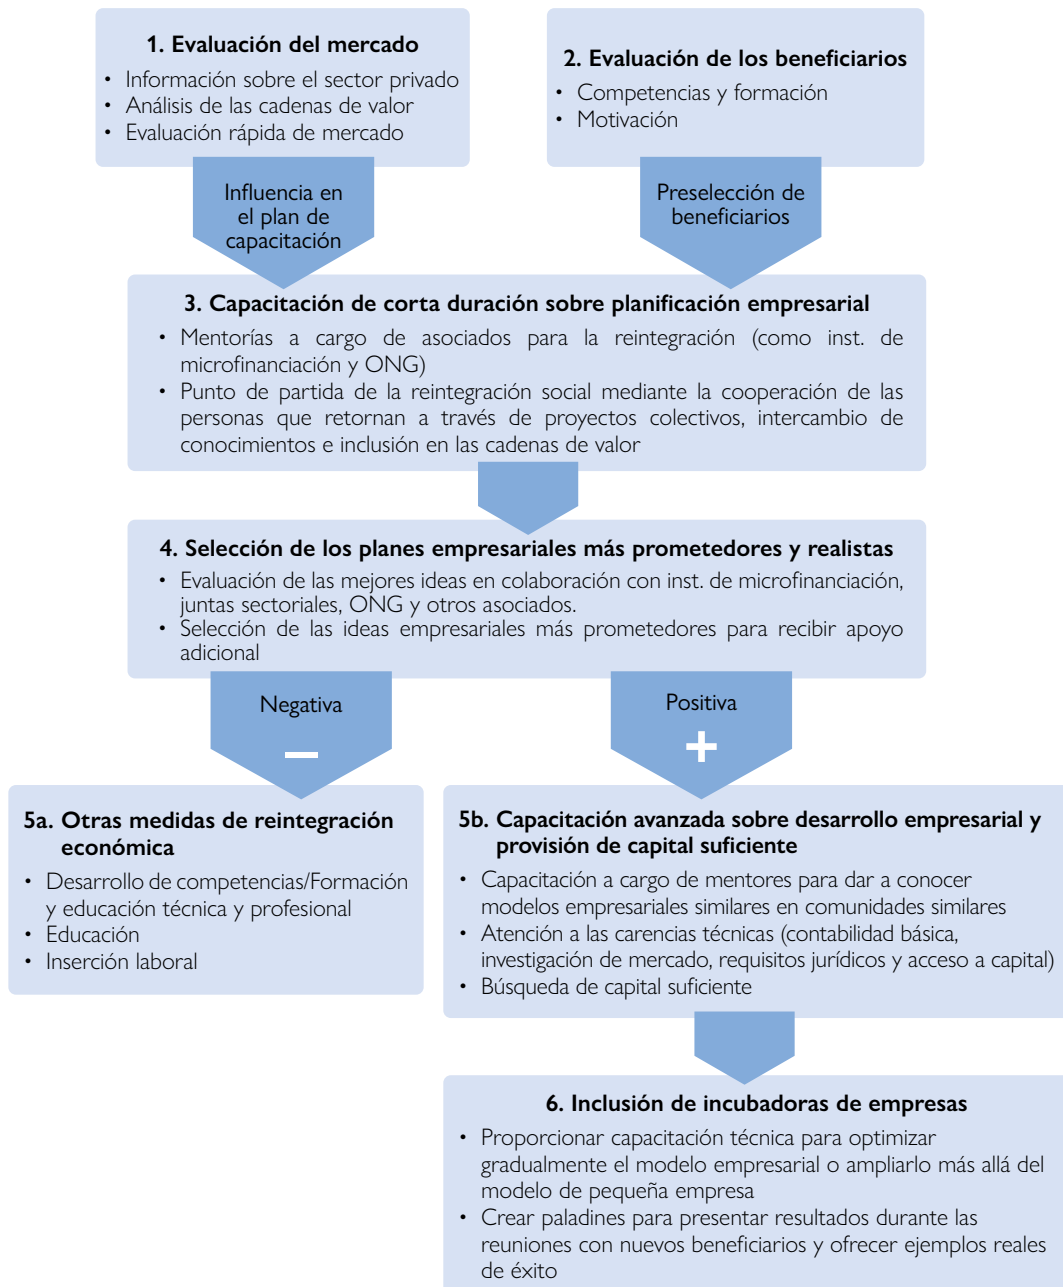 1. Evaluación del mercado
• Información sobre el sector privado
• Análisis de las cadenas de valor
• Evaluación rápida de mercado
2. Evaluación de los beneficiarios
• Competencias y formación
• Motivación
Influencia en
el plan de
capacitación
Preselección de
beneficiarios
3. Capacitación de corta duración sobre planificación empresarial
• Mentorías a cargo de asociados para la reintegración (como inst. de
microfinanciación y ONG)
• Punto de partida de la reintegración social mediante la cooperación de las
personas que retornan a través de proyectos colectivos, intercambio de
conocimientos e inclusión en las cadenas de valor
4. Selección de los planes empresariales más prometedores y realistas
• Evaluación de las mejores ideas en colaboración con inst. de microfinanciación,
juntas sectoriales, ONG y otros asociados.
• Selección de las ideas empresariales más prometedores para recibir apoyo
adicional
Negativa
–
Positiva
+
5a. Otras medidas de reintegración
económica
• Desarrollo de competencias/Formación
y educación técnica y profesional
• Educación
• Inserción laboral
5b. Capacitación avanzada sobre desarrollo empresarial y
provisión de capital suficiente
• Capacitación a cargo de mentores para dar a conocer
modelos empresariales similares en comunidades similares
• Atención a las carencias técnicas (contabilidad básica,
investigación de mercado, requisitos jurídicos y acceso a capital)
• Búsqueda de capital suficiente
6. Inclusión de incubadoras de empresas
• Proporcionar capacitación técnica para optimizar
gradualmente el modelo empresarial o ampliarlo más allá del
modelo de pequeña empresa
• Crear paladines para presentar resultados durante las
reuniones con nuevos beneficiarios y ofrecer ejemplos reales
de éxito